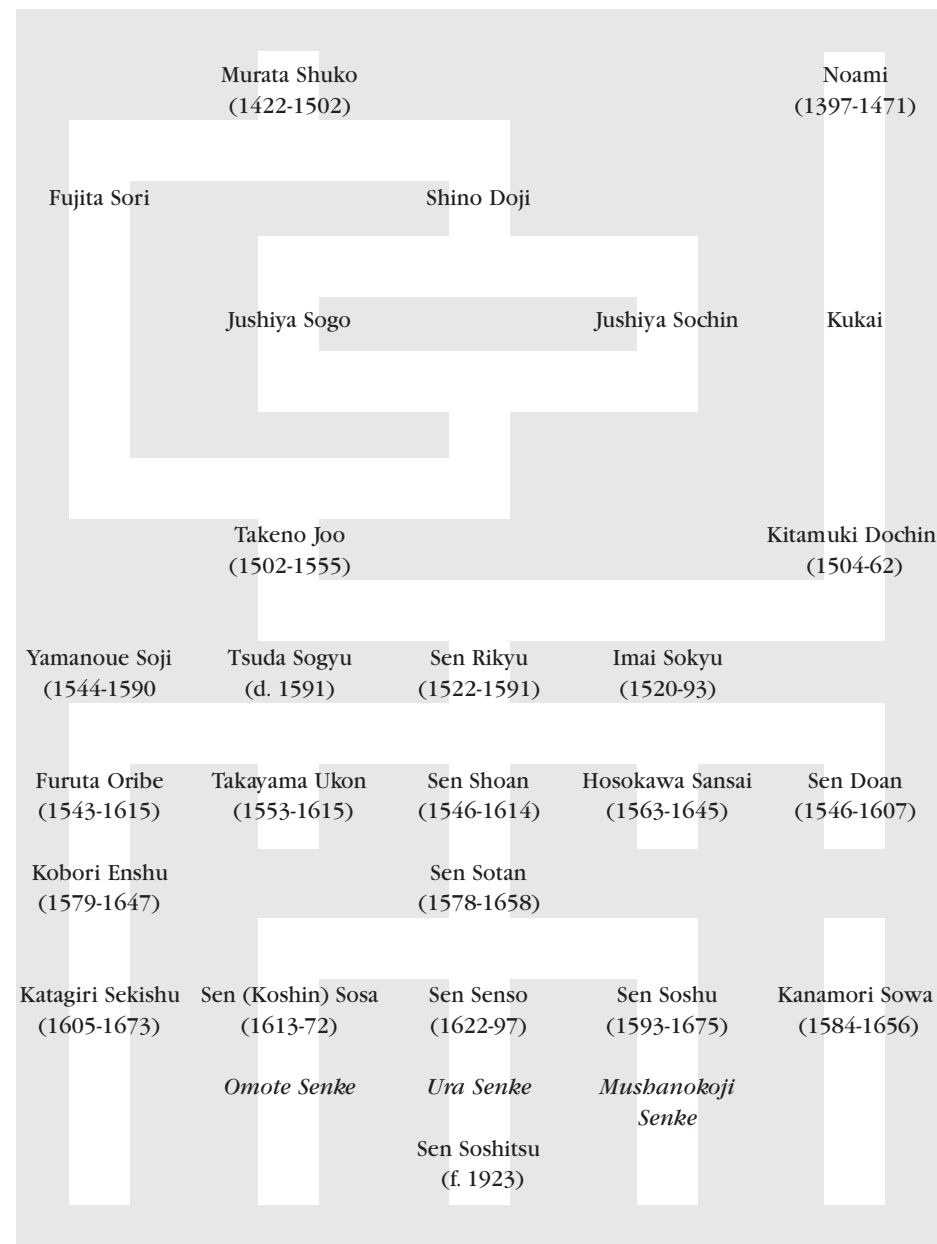 Murata Shuko
(1422-1502)
Noami
(1397-1471)
Fujita Sori
Shino Doji
Jushiya Sogo
Jushiya Sochin
Kukai
Takeno Joo
(1502-1555)
Kitamuki Dochin
(1504-62)
Yamanoue Soji
(1544-1590
Tsuda Sogyu
(d. 1591)
Sen Rikyu
(1522-1591)
Imai Sokyu
(1520-93)
Furuta Oribe
(1543-1615)
Takayama Ukon
(1553-1615)
Sen Shoan
(1546-1614)
Hosokawa Sansai
(1563-1645)
Sen Doan
(1546-1607)
Kobori Enshu
(1579-1647)
Sen Sotan
(1578-1658)
Katagiri Sekishu
(1605-1673)
Sen (Koshin) Sosa
(1613-72)
Sen Senso
(1622-97)
Sen Soshu
(1593-1675)
Kanamori Sowa
(1584-1656)
Omote Senke
Ura Senke
Mushanokoji
Senke
Sen Soshitsu
(f. 1923)